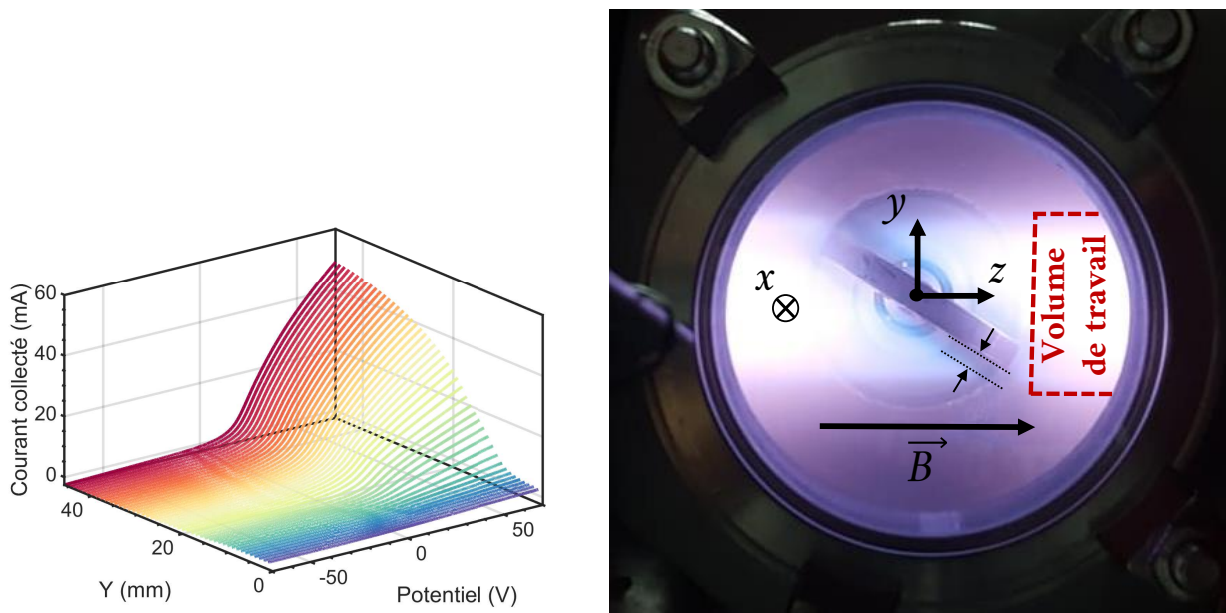 60
40
20
0
Courant collecté (mA)
40
20
0
Y (mm)
-50
0
50
Potentiel (V)
y
x
z
B
Volume
de travail